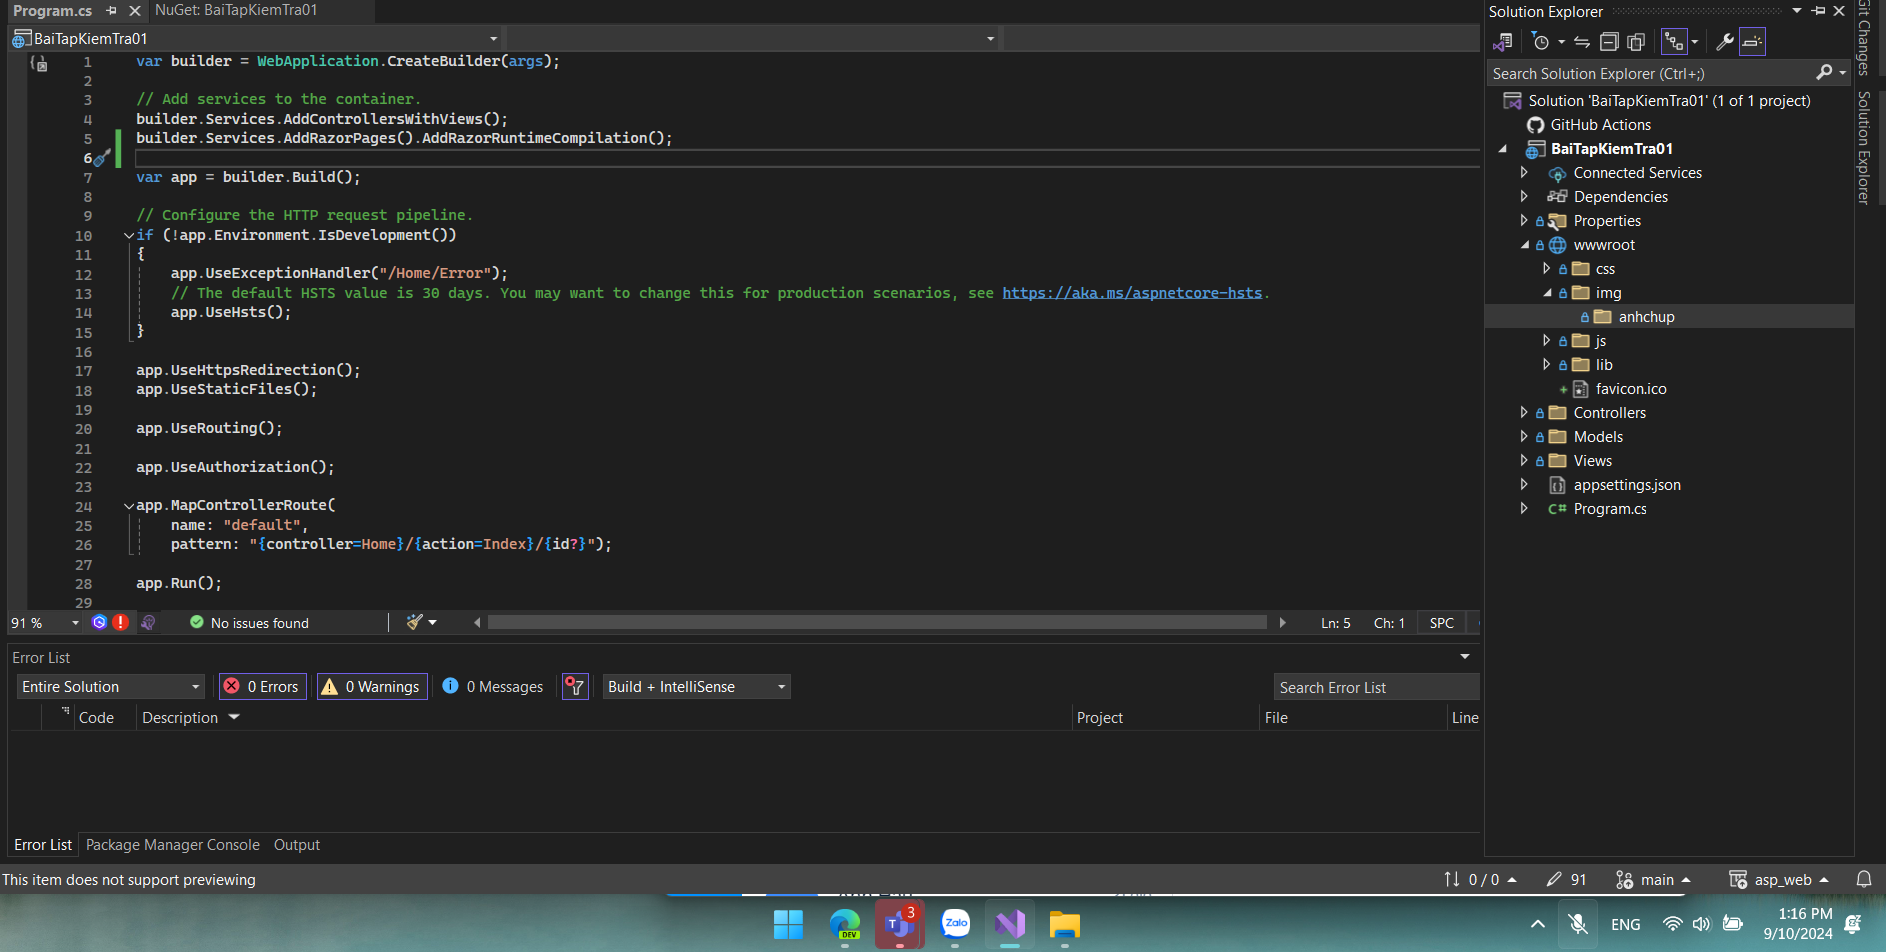 Program.cs
NuGet: BaiTapKiemTra01
BaiTapKiemTra01
1 var builder = WebApplication.CreateBuilder(args);
2
3 // Add services to the container.
4 builder.Services.AddControllersWithViews();
5 builder.Services.AddRazorPages().AddRazorRuntimeCompilation();
6
7 var app = builder.Build();
8
9 // Configure the HTTP request pipeline.
10 if (!app.Environment.IsDevelopment())
11 {
12 app.UseExceptionHandler("/Home/Error");
13 // The default HSTS value is 30 days. You may want to change this for production scenarios, see https://aka.ms/aspnetcore-hsts.
14 app.UseHsts();
15 }
16
17 app.UseHttpsRedirection();
18 app.UseStaticFiles();
19
20 app.UseRouting();
21
22 app.UseAuthorization();
23
24 app.MapControllerRoute(
25 name: "default",
26 pattern: "{controller=Home}/{action=Index}/{id?}");
27
28 app.Run();
29
91 %
No issues found
Ln: 5 Ch: 1 SPC
Error List
Entire Solution
0 Errors
0 Warnings
0 Messages
Build + IntelliSense
Search Error List
Code Description Project File Line
Error List Package Manager Console Output
Solution Explorer
Search Solution Explorer (Ctrl+;)
Solution 'BaiTapKiemTra01' (1 of 1 project)
GitHub Actions
BaiTapKiemTra01
Connected Services
Dependencies
Properties
wwwroot
css
img
anhchup
js
lib
favicon.ico
Controllers
Models
Views
appsettings.json
C# Program.cs
Git Changes
Solution Explorer
This item does not support previewing
0 / 0
91
main
asp_web
DEV
T
3
Zalo
ENG
1:16 PM
9/10/2024